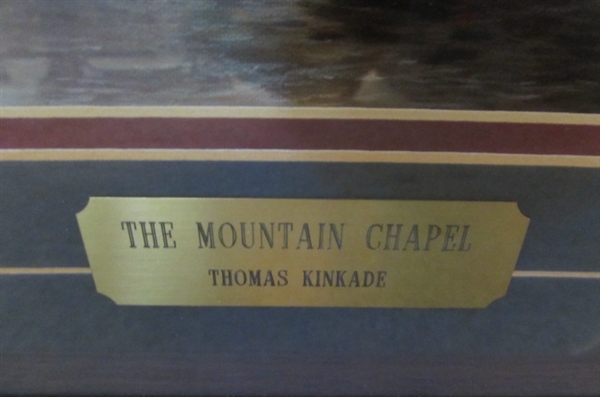 THE MOUNTAIN CHAPEL
THOMAS KINKADE